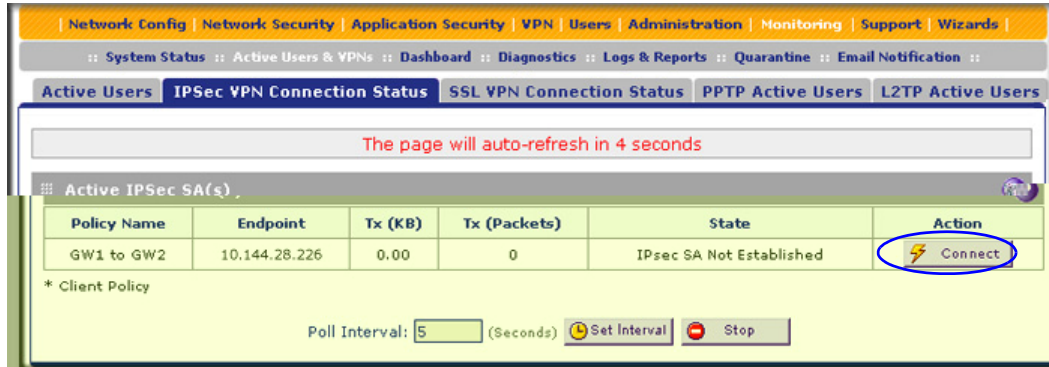 | Network Config | Network Security | Application Security | VPN | Users | Administration | Monitoring | Support | Wizards |
:: System Status :: Active Users & VPNs :: Dashboard :: Diagnostics :: Logs & Reports :: Quarantine :: Email Notification ::
Active Users IPSec VPN Connection Status SSL VPN Connection Status PPTP Active Users L2TP Active Users
The page will auto-refresh in 4 seconds
Active IPSec SA(s)
Policy Name Endpoint Tx (KB) Tx (Packets) State Action
GW1 to GW2 10.144.28.226 0.00 0 IPsec SA Not Established Connect
* Client Policy
Poll Interval: 5 (Seconds) Set Interval Stop